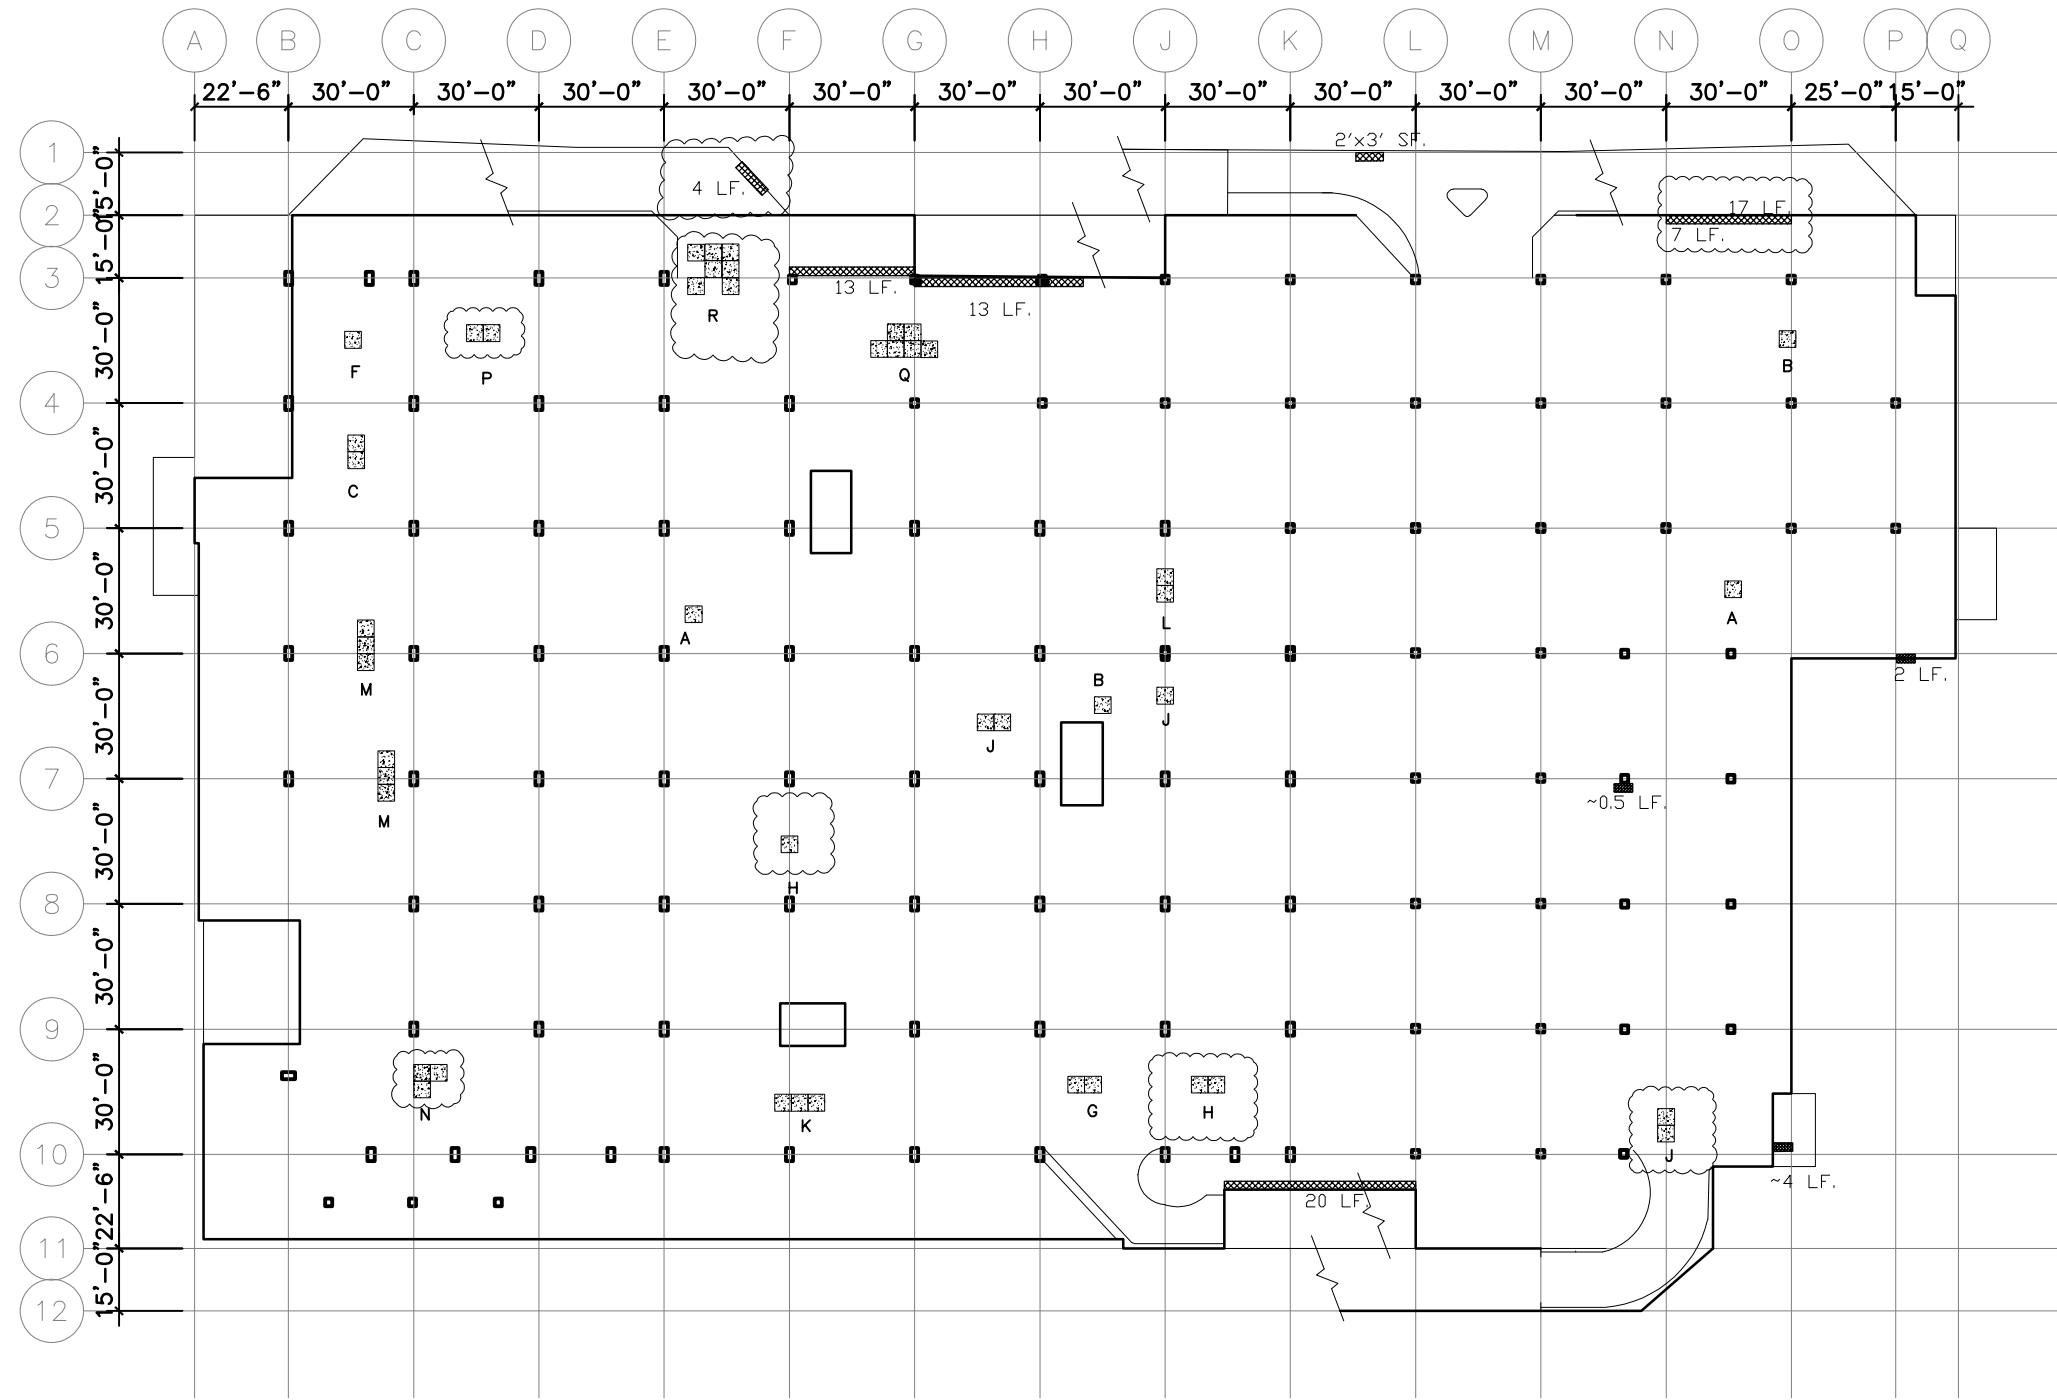 A B C D E F G H J K L M N O P Q
22'-6" 30'-0" 30'-0" 30'-0" 30'-0" 30'-0" 30'-0" 30'-0" 30'-0" 30'-0" 30'-0" 30'-0" 30'-0" 25'-0" 15'-0"
1
15'-0"
2
15'-0"
3
30'-0"
4
30'-0"
5
30'-0"
6
30'-0"
7
30'-0"
8
30'-0"
9
30'-0"
10
22'-6"
11
15'-0"
12
2'x3' SF.
4 LF.
17 LF.
7 LF.
13 LF.
13 LF.
R
F
P
Q
B
C
A
L
A
M
B
2 LF.
J
J
M
~0.5 LF.
H
N
K
G
H
J
~4 LF.
20 LF.